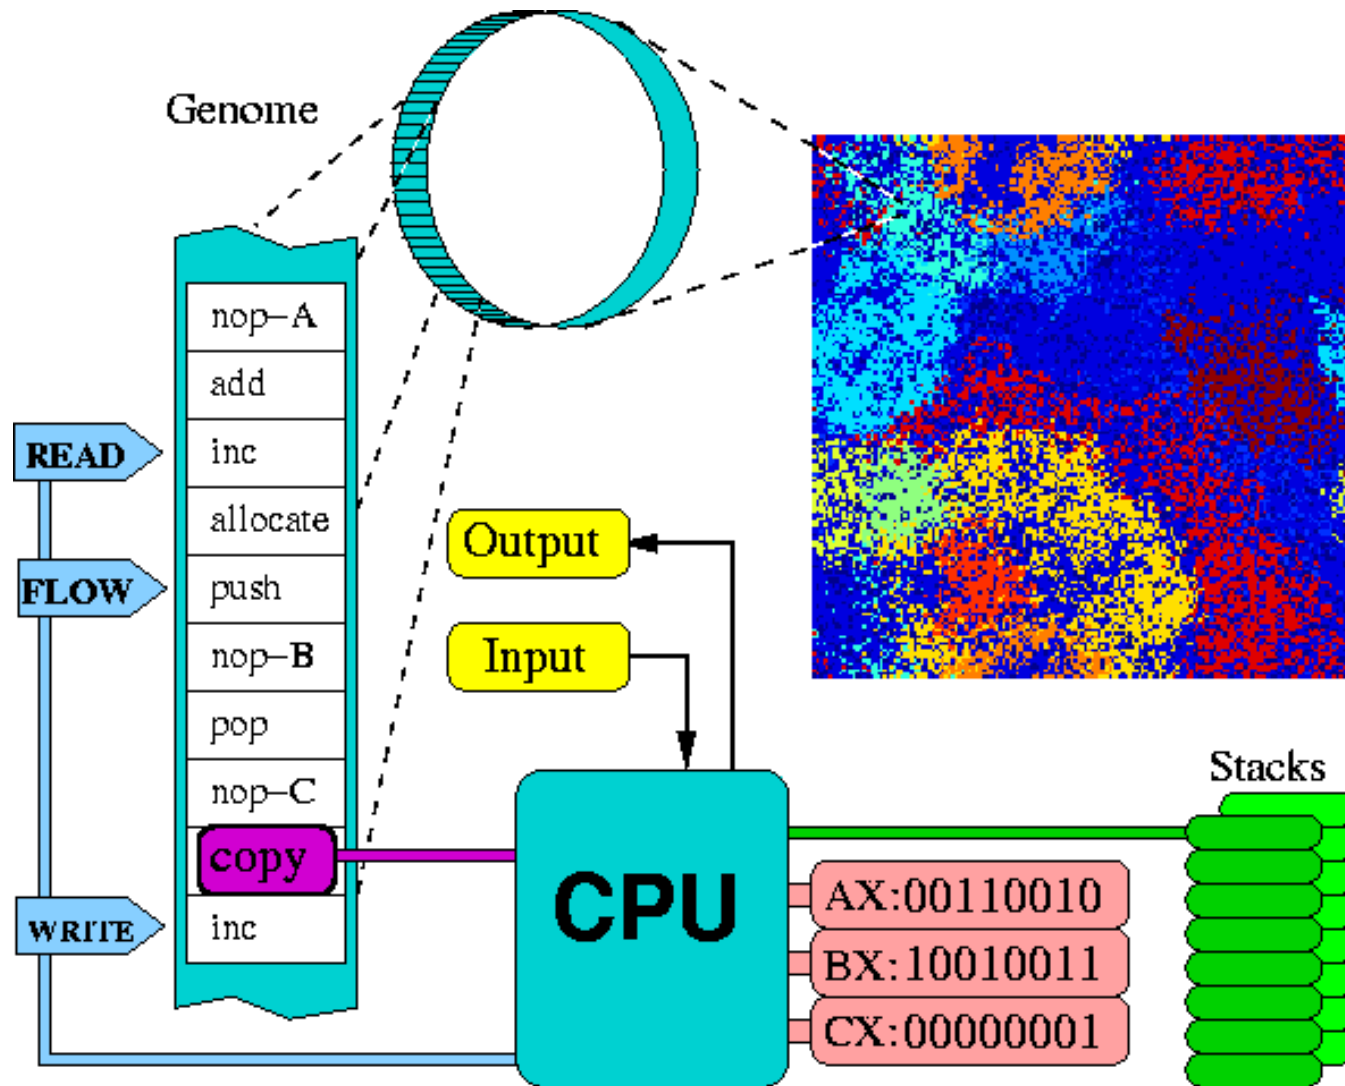 Genome
nop-A
add
inc
allocate
push
nop-B
pop
nop-C
copy
inc
READ
FLOW
WRITE
Output
Input
CPU
Stacks
AX:00110010
BX:10010011
CX:00000001